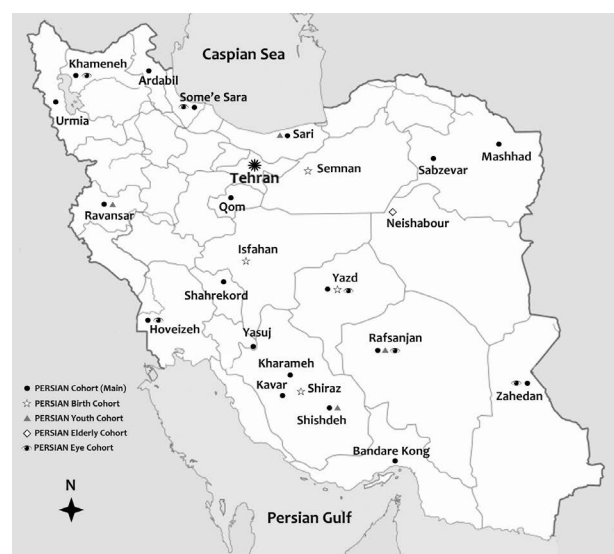 Caspian Sea
Khameneh
Ardabil
Some'e Sara
Urmia
Sari
Mashhad
Semnan
Sabzevar
Tehran
Qom
Ravansar
Neishabour
Isfahan
Yazd
Shahrekord
Hoveizeh
Yasuj
Rafsanjan
Kharameh
Kavar
Shiraz
Zahedan
Shishdeh
Bandare Kong
PERSIAN Cohort (Main)
PERSIAN Birth Cohort
PERSIAN Youth Cohort
PERSIAN Elderly Cohort
PERSIAN Eye Cohort
N
Persian Gulf